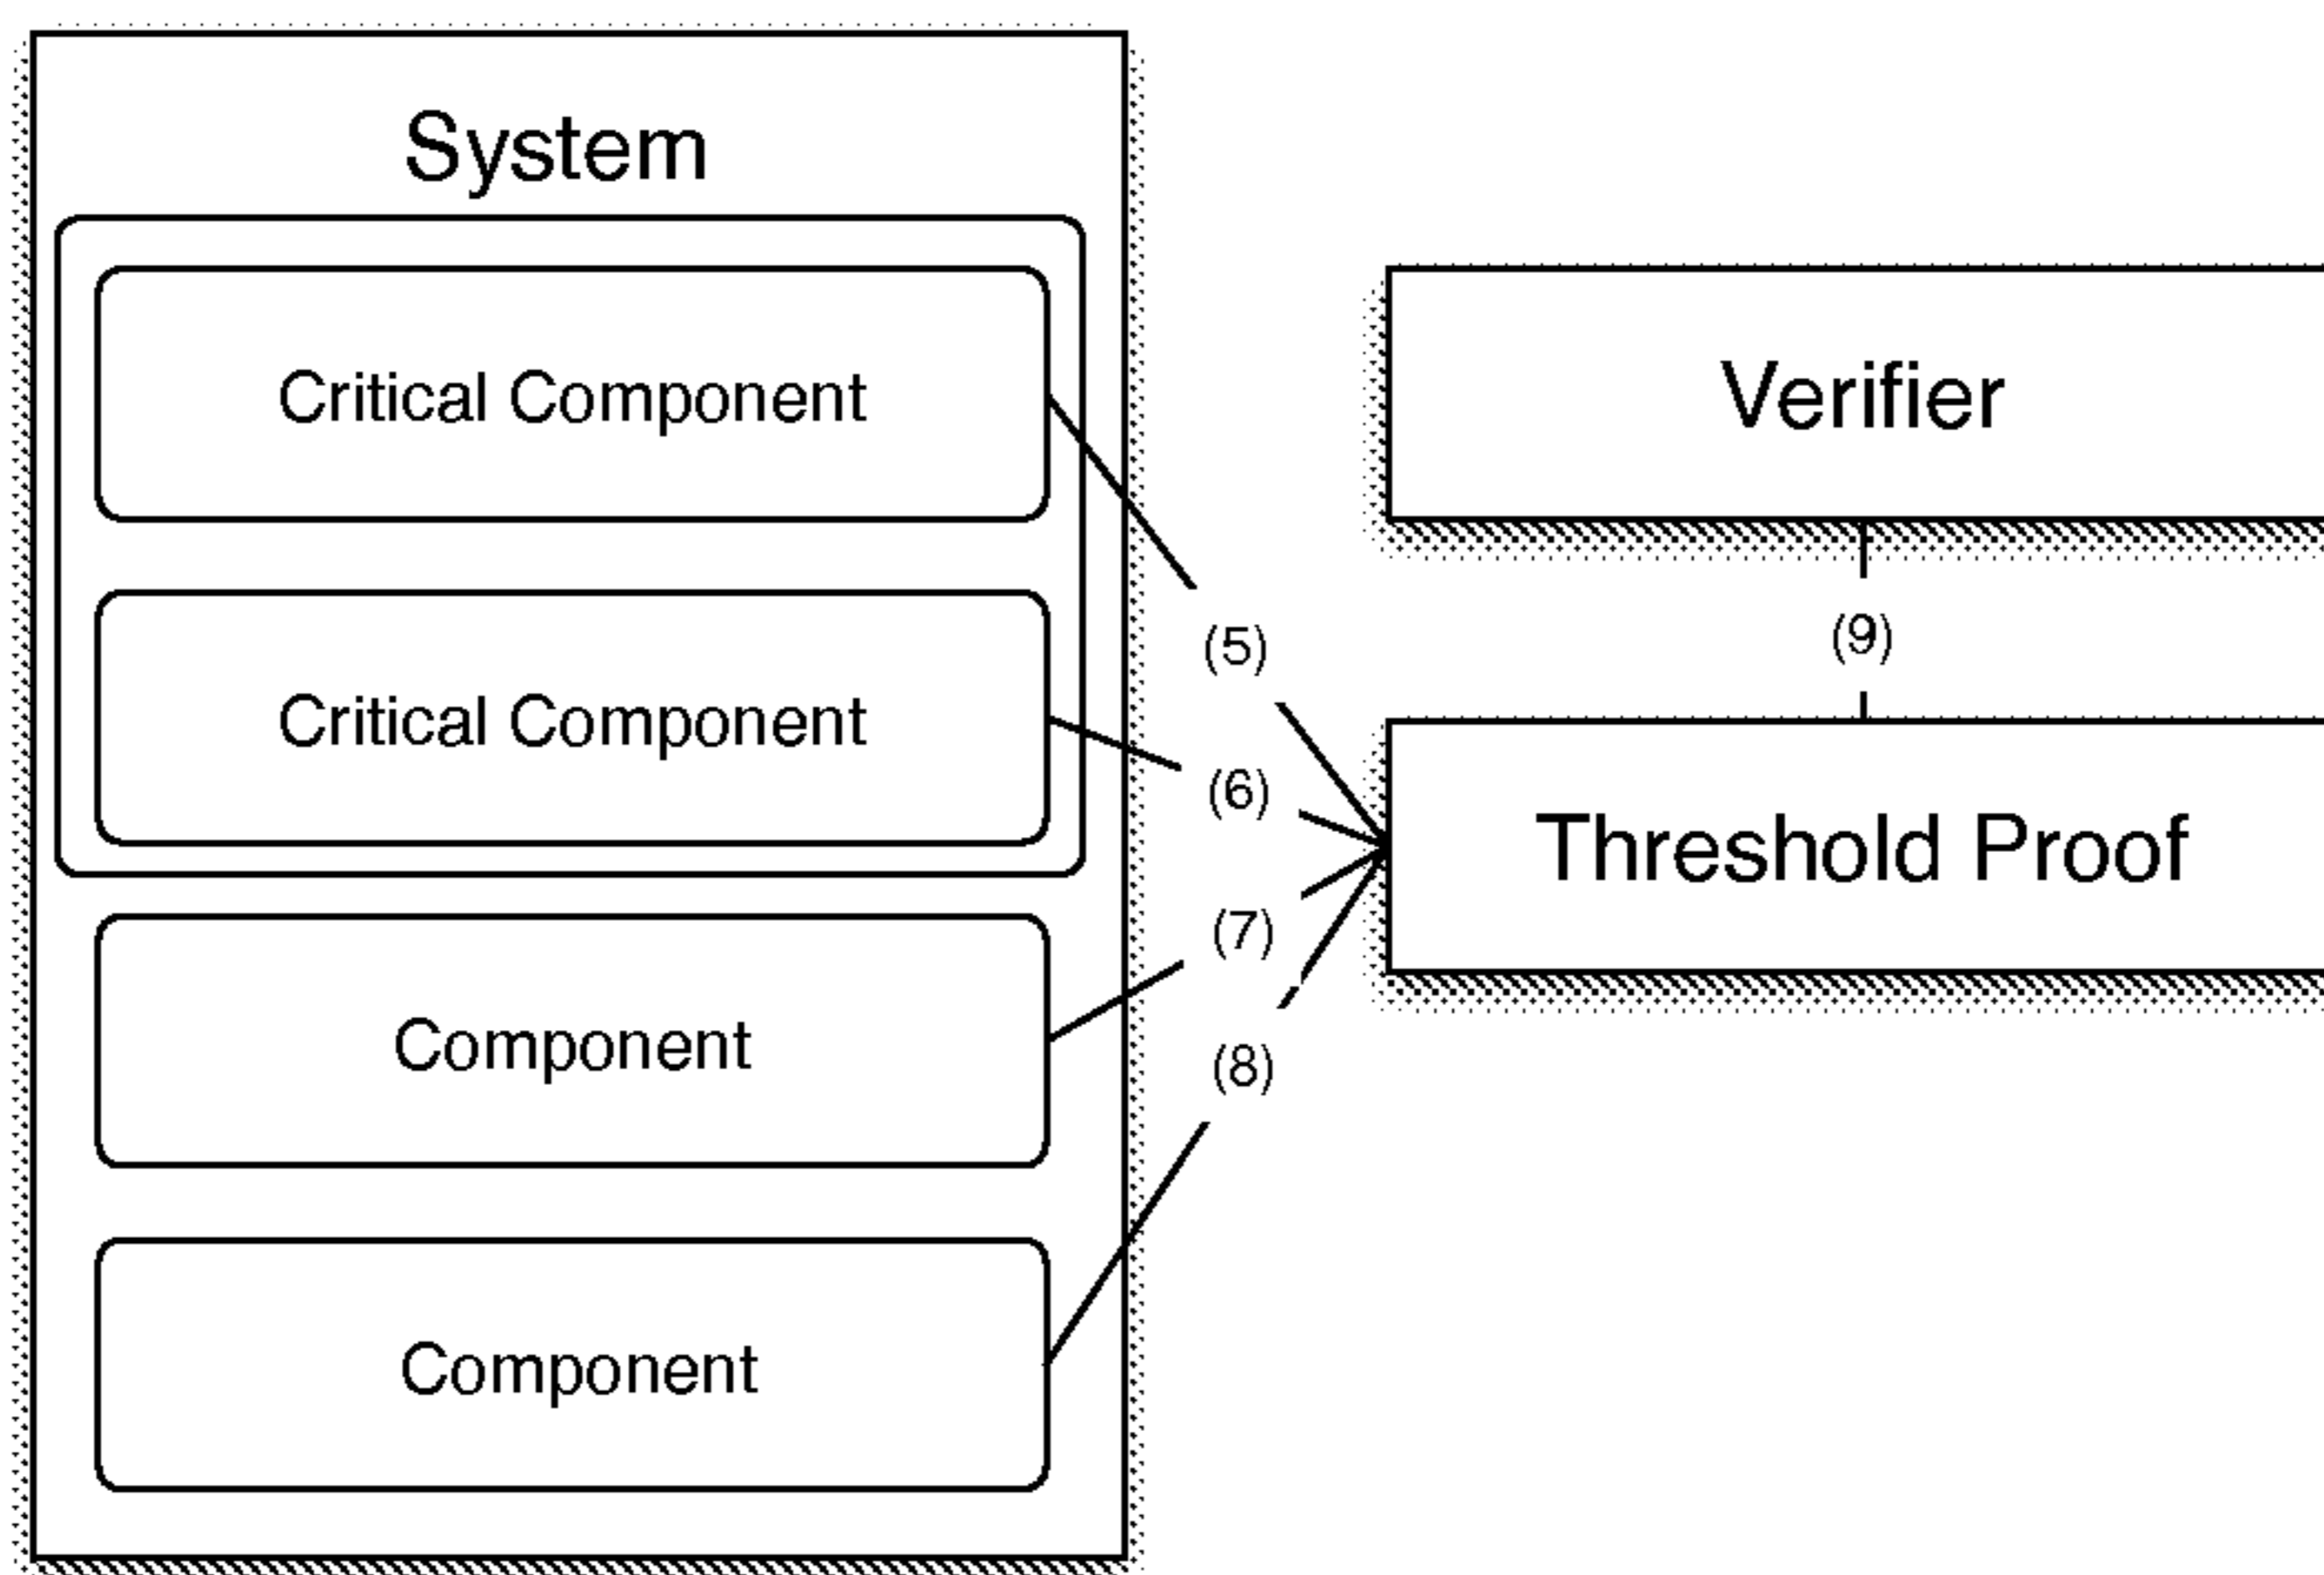 System
Critical Component
Critical Component
Component
Component
(5)
(6)
(7)
(8)
Verifier
(9)
Threshold Proof